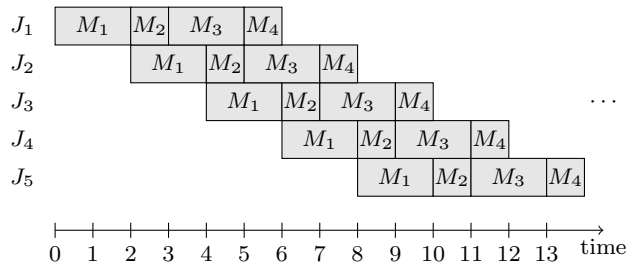 J₁ M₁ M₂ M₃ M₄
J₂ M₁ M₂ M₃ M₄
J₃ M₁ M₂ M₃ M₄ ⋯
J₄ M₁ M₂ M₃ M₄
J₅ M₁ M₂ M₃ M₄
0 1 2 3 4 5 6 7 8 9 10 11 12 13 time